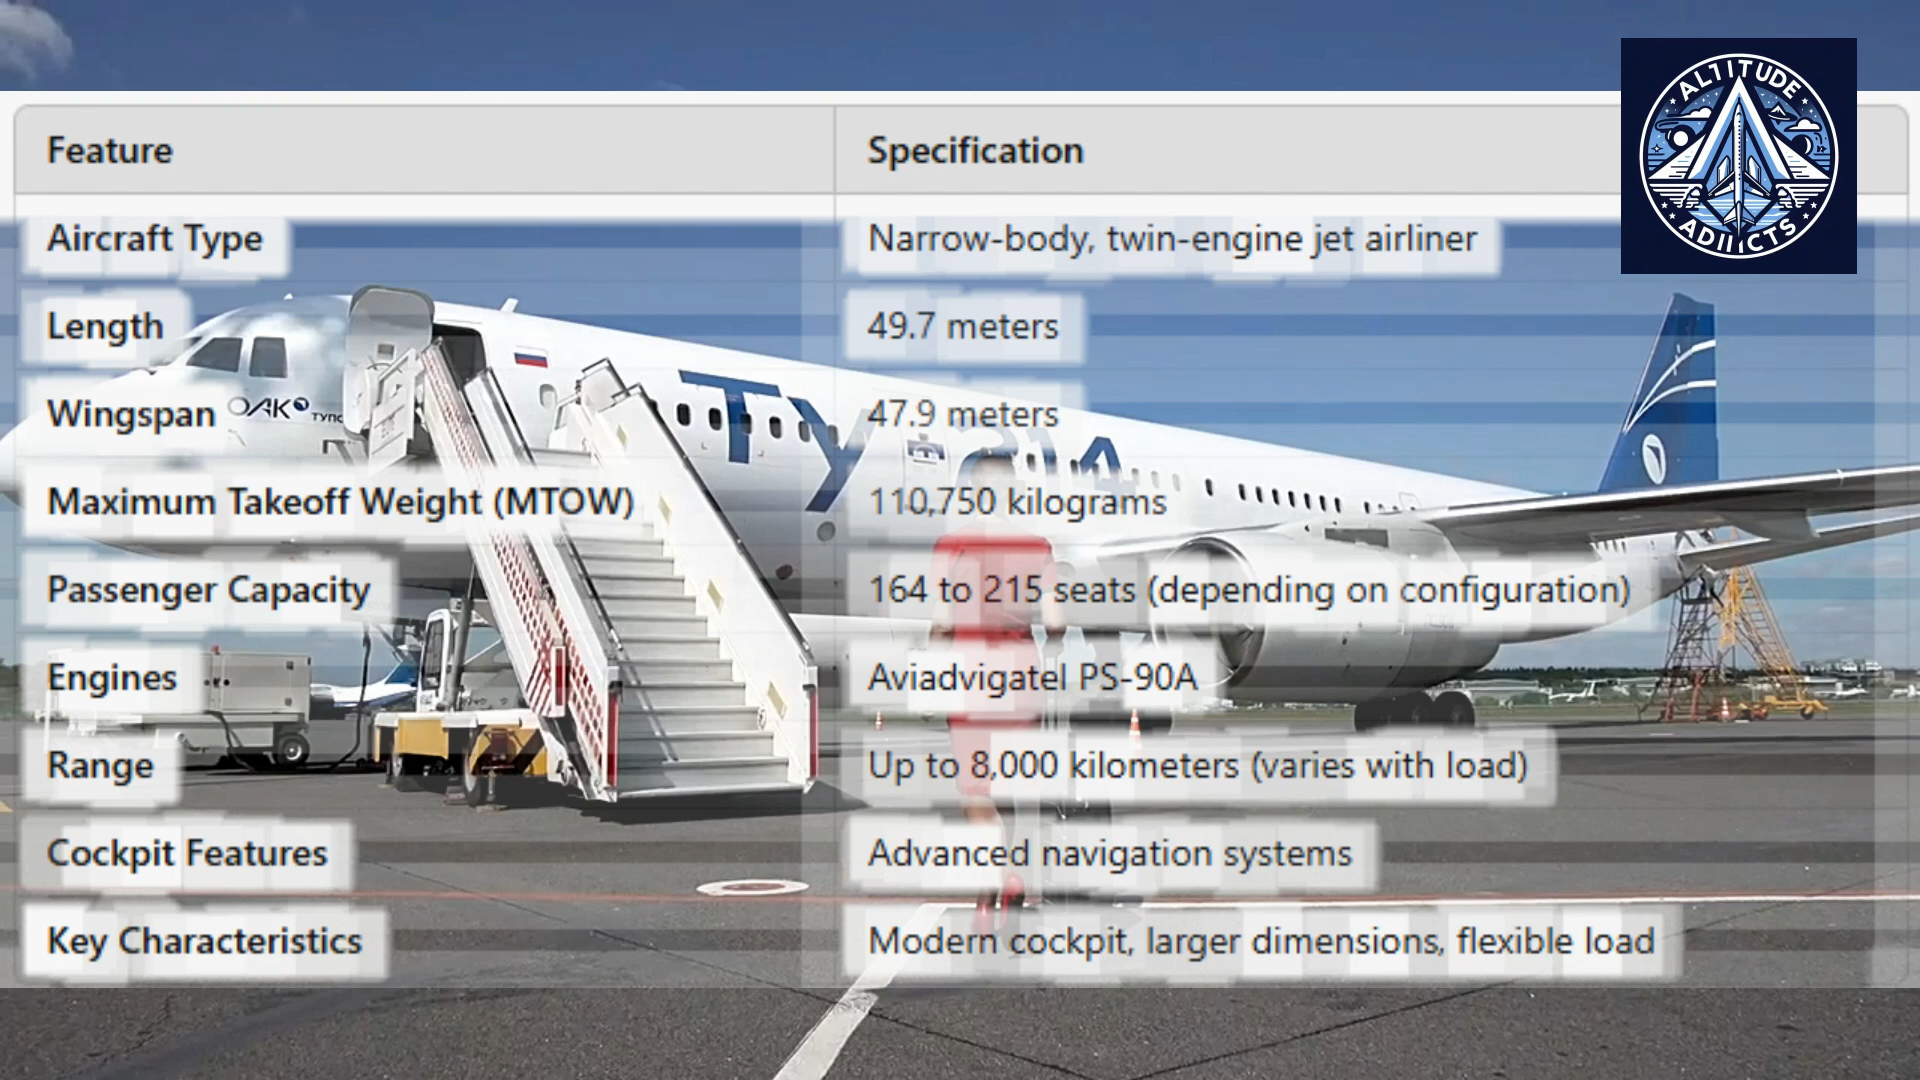 ALTITUDE
ADIIICTS
Feature Specification
Aircraft Type Narrow-body, twin-engine jet airliner
Length 49.7 meters
Wingspan 47.9 meters
Maximum Takeoff Weight (MTOW) 110,750 kilograms
Passenger Capacity 164 to 215 seats (depending on configuration)
Engines Aviadvigatel PS-90A
Range Up to 8,000 kilometers (varies with load)
Cockpit Features Advanced navigation systems
Key Characteristics Modern cockpit, larger dimensions, flexible load
ОАК
ТУ